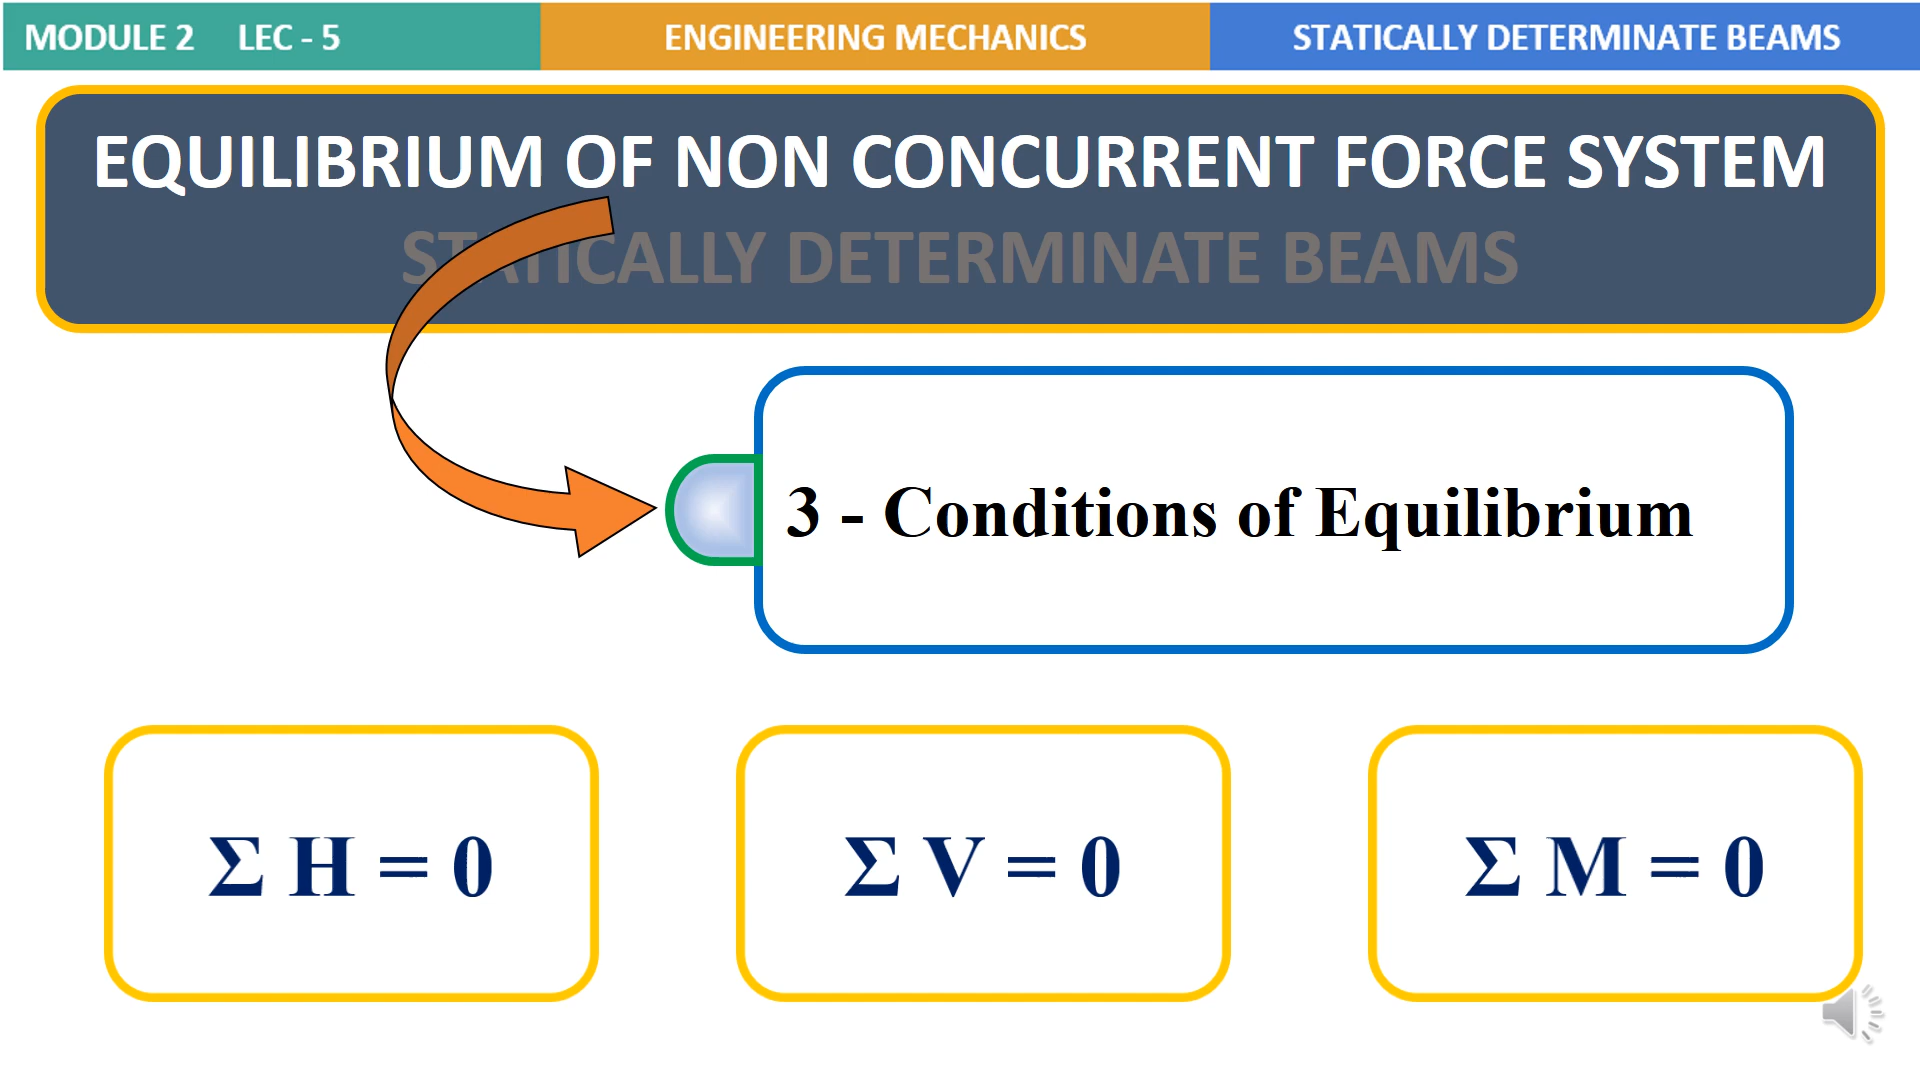 MODULE 2 LEC - 5 ENGINEERING MECHANICS STATICALLY DETERMINATE BEAMS
EQUILIBRIUM OF NON CONCURRENT FORCE SYSTEM
STATICALLY DETERMINATE BEAMS
3 - Conditions of Equilibrium
Σ H = 0 Σ V = 0 Σ M = 0